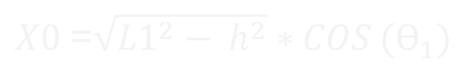 X0 =√(L1² − h²) * COS (Θ₁)